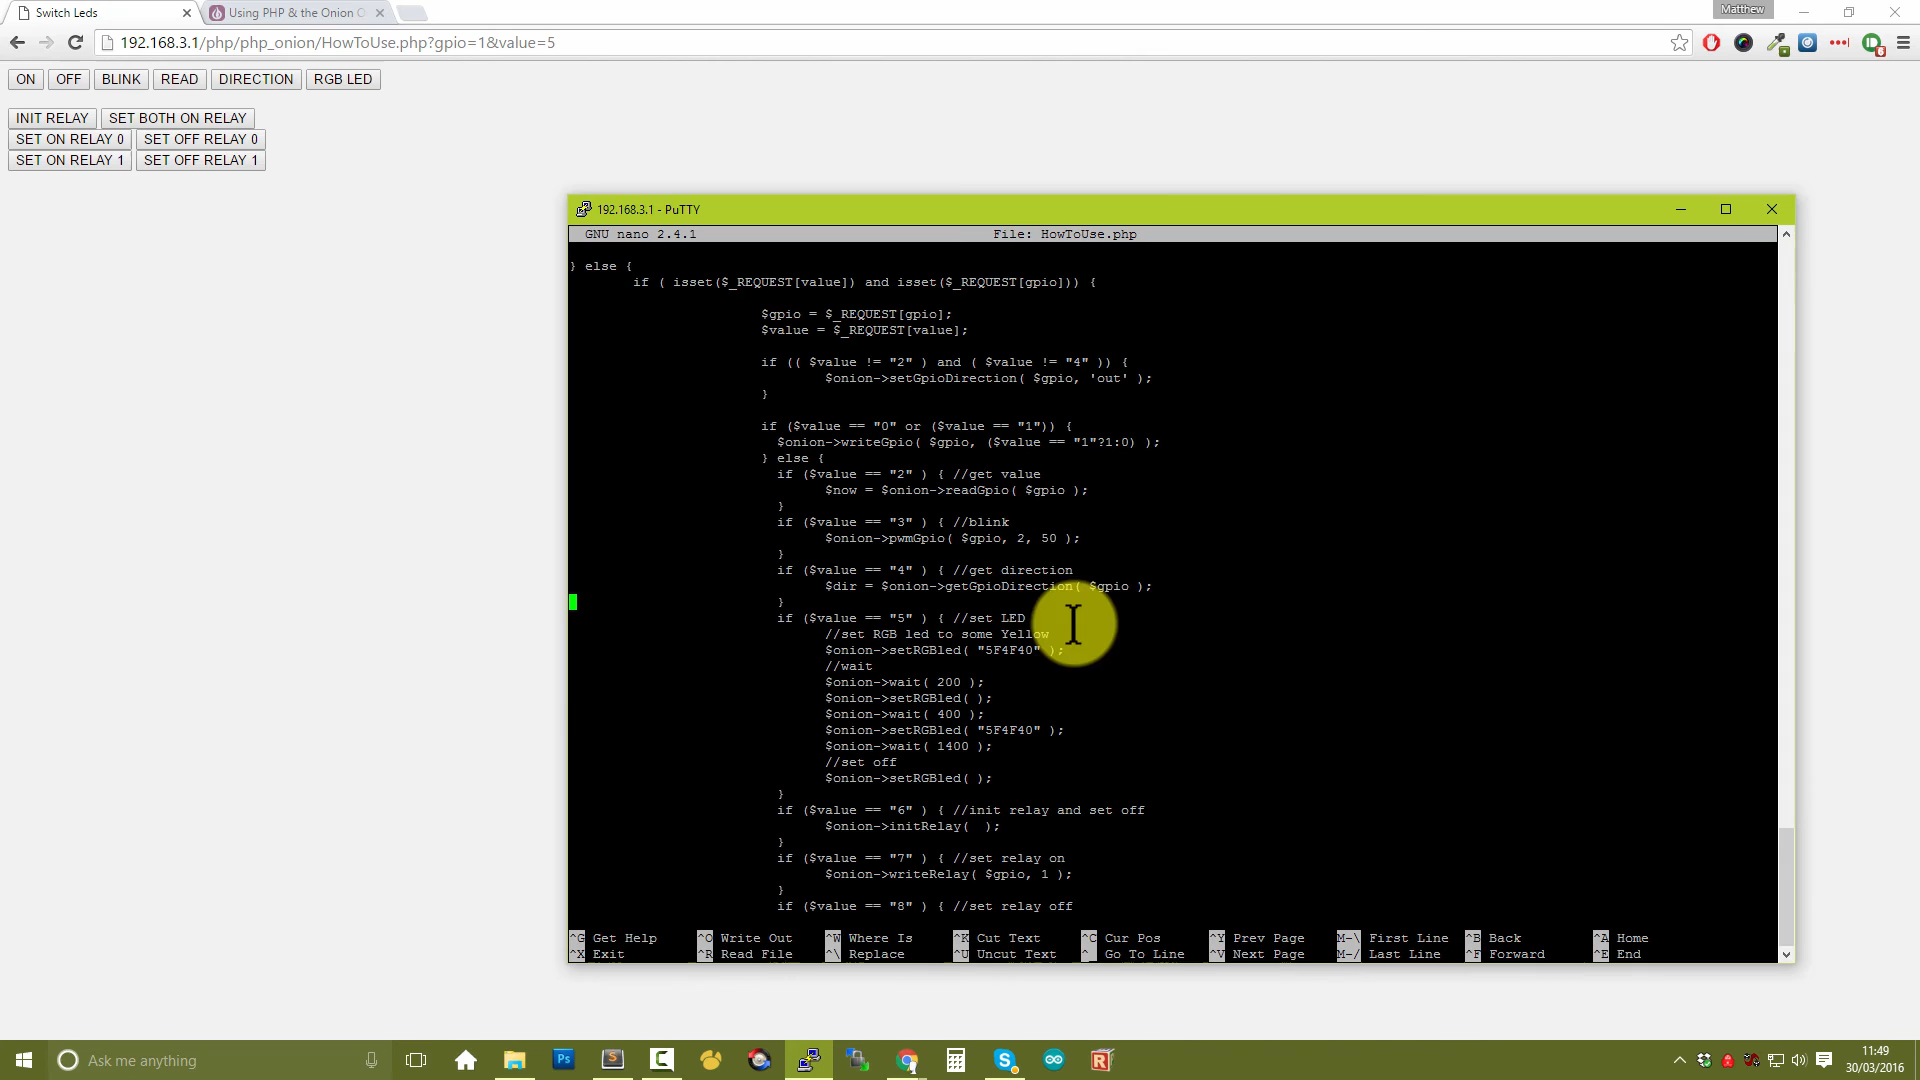 Switch Leds
Using PHP & the Onion O
Matthew
192.168.3.1/php/php_onion/HowToUse.php?gpio=1&value=5
ON OFF BLINK READ DIRECTION RGB LED
INIT RELAY SET BOTH ON RELAY
SET ON RELAY 0 SET OFF RELAY 0
SET ON RELAY 1 SET OFF RELAY 1
192.168.3.1 - PuTTY
GNU nano 2.4.1 File: HowToUse.php
} else {
if ( isset($_REQUEST[value]) and isset($_REQUEST[gpio])) {
$gpio = $_REQUEST[gpio];
$value = $_REQUEST[value];
if (( $value != "2" ) and ( $value != "4" )) {
$onion->setGpioDirection( $gpio, 'out' );
}
if ($value == "0" or ($value == "1")) {
$onion->writeGpio( $gpio, ($value == "1"?1:0) );
} else {
if ($value == "2" ) { //get value
$now = $onion->readGpio( $gpio );
}
if ($value == "3" ) { //blink
$onion->pwmGpio( $gpio, 2, 50 );
}
if ($value == "4" ) { //get direction
$dir = $onion->getGpioDirection( $gpio );
}
if ($value == "5" ) { //set LED
//set RGB led to some Yellow
$onion->setRGBled( "5F4F40" );
//wait
$onion->wait( 200 );
$onion->setRGBled( );
$onion->wait( 400 );
$onion->setRGBled( "5F4F40" );
$onion->wait( 1400 );
//set off
$onion->setRGBled( );
}
if ($value == "6" ) { //init relay and set off
$onion->initRelay(  );
}
if ($value == "7" ) { //set relay on
$onion->writeRelay( $gpio, 1 );
}
if ($value == "8" ) { //set relay off
^G Get Help ^O Write Out ^W Where Is ^K Cut Text ^C Cur Pos ^Y Prev Page M-\ First Line ^B Back ^A Home
^X Exit ^R Read File ^\ Replace ^U Uncut Text ^_ Go To Line ^V Next Page M-/ Last Line ^F Forward ^E End
Ask me anything
11:49
30/03/2016